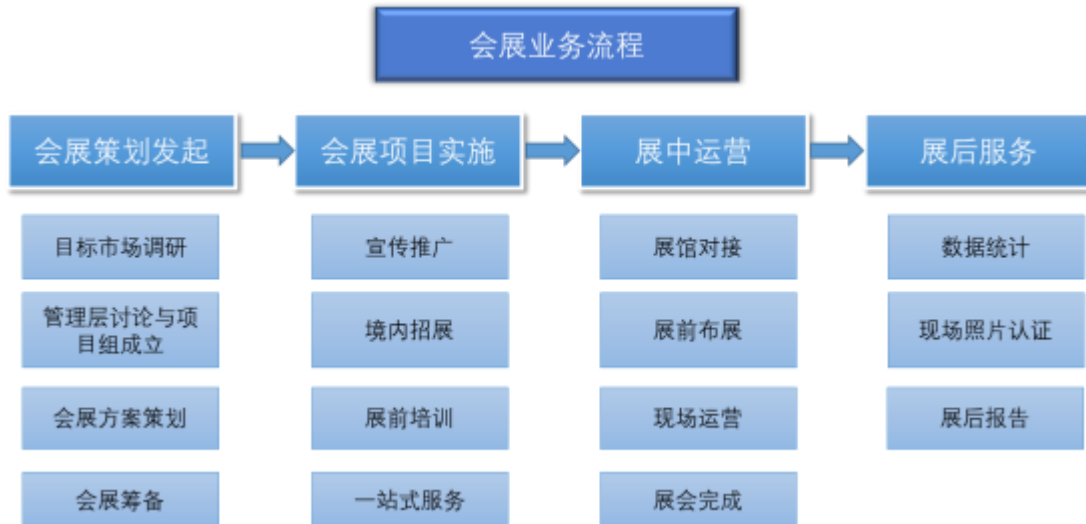 会展业务流程
会展策划发起
会展项目实施
展中运营
展后服务
目标市场调研
宣传推广
展馆对接
数据统计
管理层讨论与项
目组成立
境内招展
展前布展
现场照片认证
会展方案策划
展前培训
现场运营
展后报告
会展筹备
一站式服务
展会完成